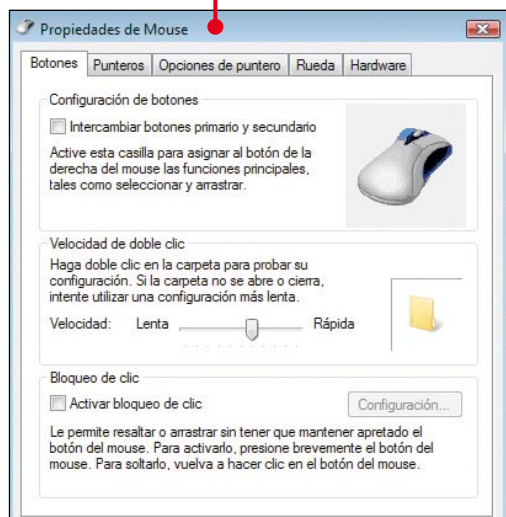 Propiedades de Mouse
Botones Punteros Opciones de puntero Rueda Hardware
Configuración de botones
Intercambiar botones primario y secundario
Active esta casilla para asignar al botón de la
derecha del mouse las funciones principales,
tales como seleccionar y arrastrar.
Velocidad de doble clic
Haga doble clic en la carpeta para probar su
configuración. Si la carpeta no se abre o cierra,
intente utilizar una configuración más lenta.
Velocidad: Lenta Rápida
Bloqueo de clic
Activar bloqueo de clic Configuración...
Le permite resaltar o arrastrar sin tener que mantener apretado el
botón del mouse. Para activarlo, presione brevemente el botón del
mouse. Para soltarlo, vuelva a hacer clic en el botón del mouse.